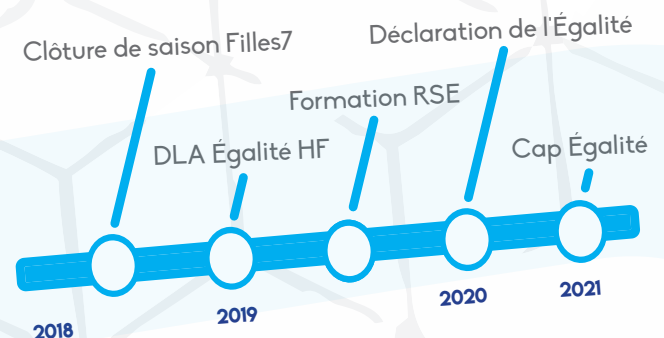 Clôture de saison Filles7
DLA Égalité HF
Formation RSE
Déclaration de l'Égalité
Cap Égalité
2018
2019
2020
2021